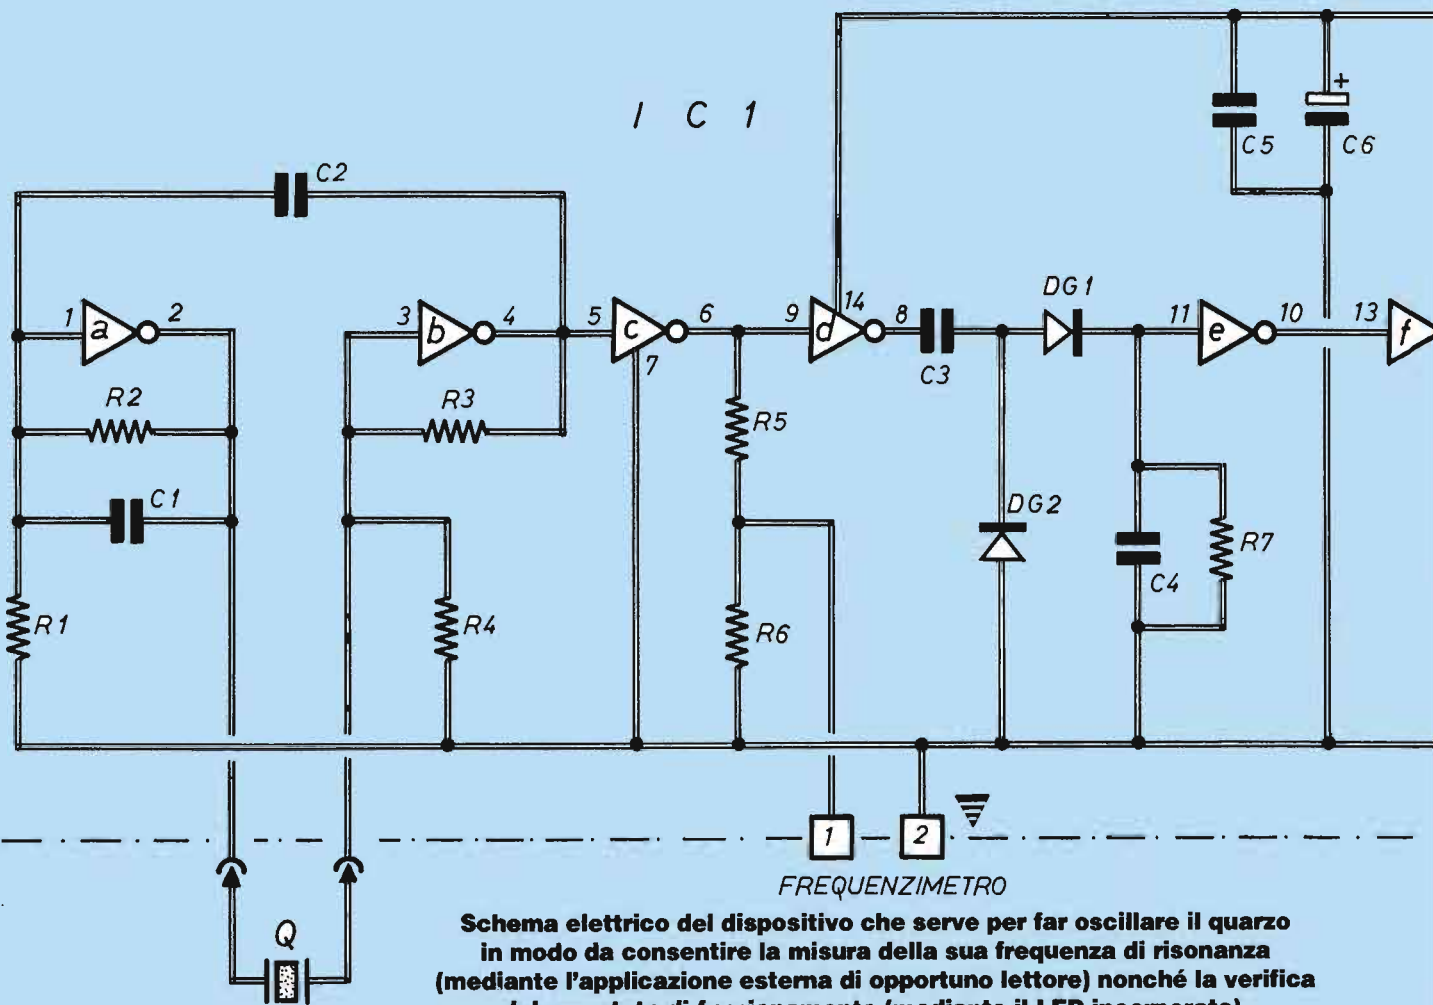 I C 1
C2
C5
+
C6
1
a
2
3
b
4
5
c
6
7
9
d
14
8
C3
DG1
11
e
10
13
f
R2
R3
R5
C1
DG2
R7
C4
R1
R4
R6
1
2
FREQUENZIMETRO
Q
Schema elettrico del dispositivo che serve per far oscillare il quarzo
in modo da consentire la misura della sua frequenza di risonanza
(mediante l'applicazione esterna di opportuno lettore) nonché la verifica